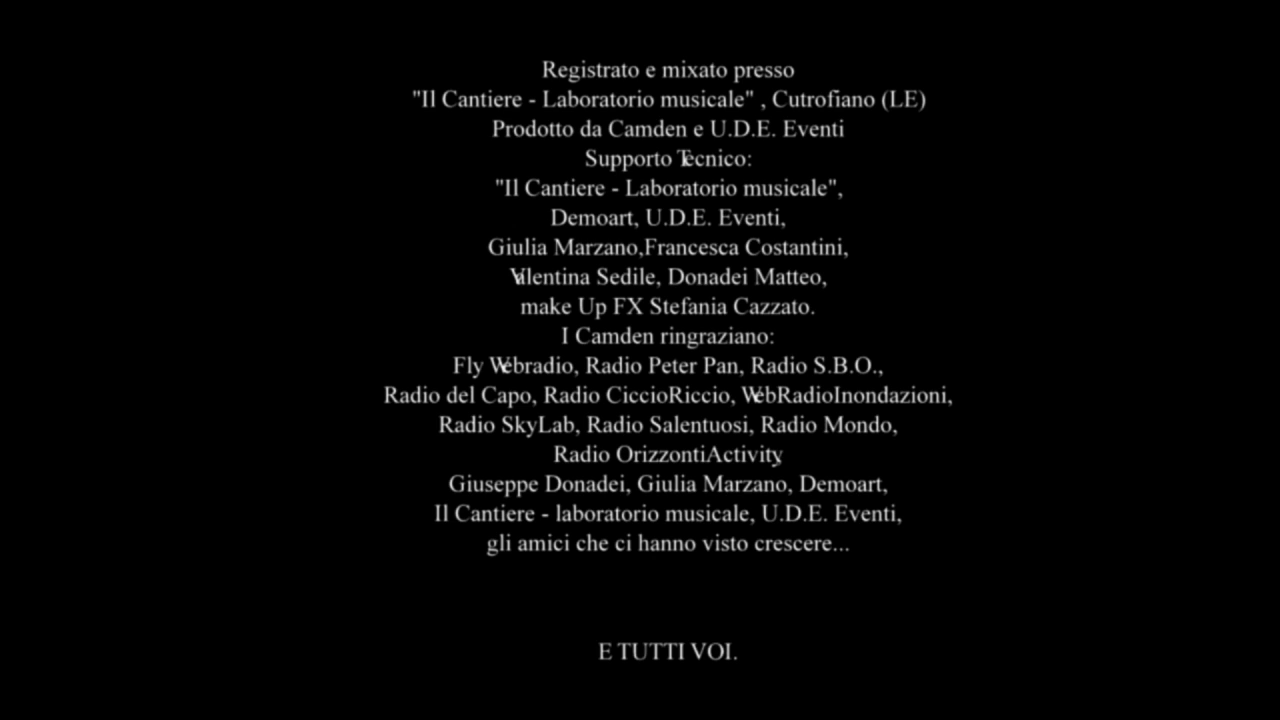 Registrato e mixato presso
"Il Cantiere - Laboratorio musicale" , Cutrofiano (LE)
Prodotto da Camden e U.D.E. Eventi
Supporto Tecnico:
"Il Cantiere - Laboratorio musicale",
Demoart, U.D.E. Eventi,
Giulia Marzano,Francesca Costantini,
Valentina Sedile, Donadei Matteo,
make Up FX Stefania Cazzato.
I Camden ringraziano:
Fly Webradio, Radio Peter Pan, Radio S.B.O.,
Radio del Capo, Radio CiccioRiccio, WebRadioInondazioni,
Radio SkyLab, Radio Salentuosi, Radio Mondo,
Radio OrizzontiActivity,
Giuseppe Donadei, Giulia Marzano, Demoart,
Il Cantiere - laboratorio musicale, U.D.E. Eventi,
gli amici che ci hanno visto crescere...
E TUTTI VOI.